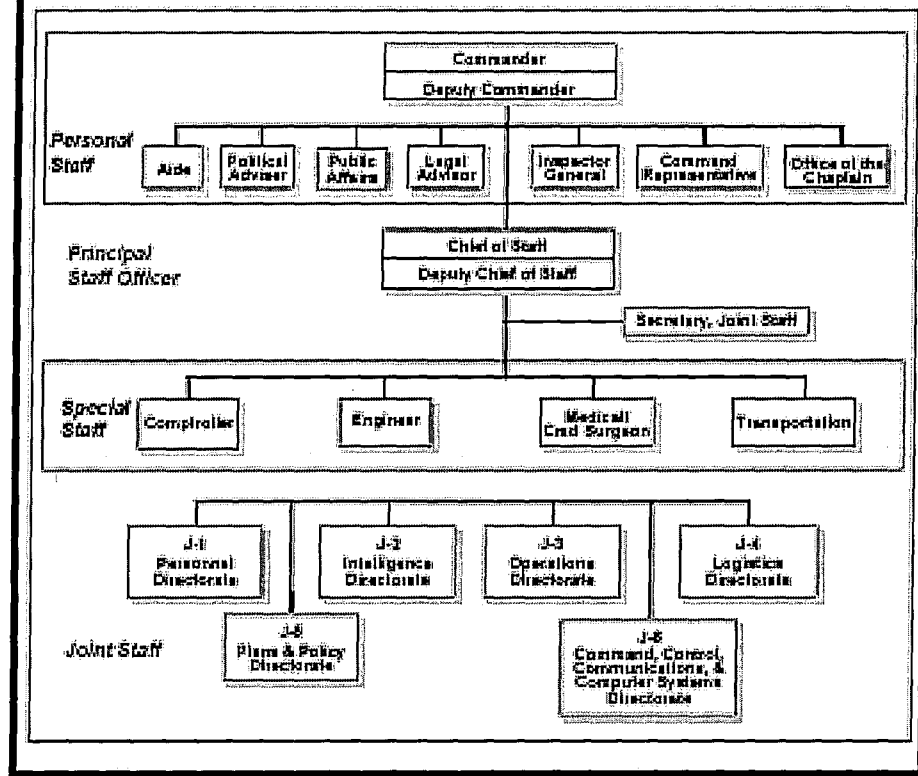 Commander
Deputy Commander
Personal
Staff
Aide
Political
Adviser
Public
Affairs
Legal
Advisor
Inspector
General
Command
Representative
Office of the
Chaplain
Principal
Staff Officer
Chief of Staff
Deputy Chief of Staff
Secretary, Joint Staff
Special
Staff
Comptroller
Engineer
Medical/
Cmd Surgeon
Transportation
J-1
Personnel
Directorate
J-2
Intelligence
Directorate
J-3
Operations
Directorate
J-4
Logistics
Directorate
Joint Staff
J-5
Plans & Policy
Directorate
J-6
Command, Control,
Communications, &
Computer Systems
Directorate